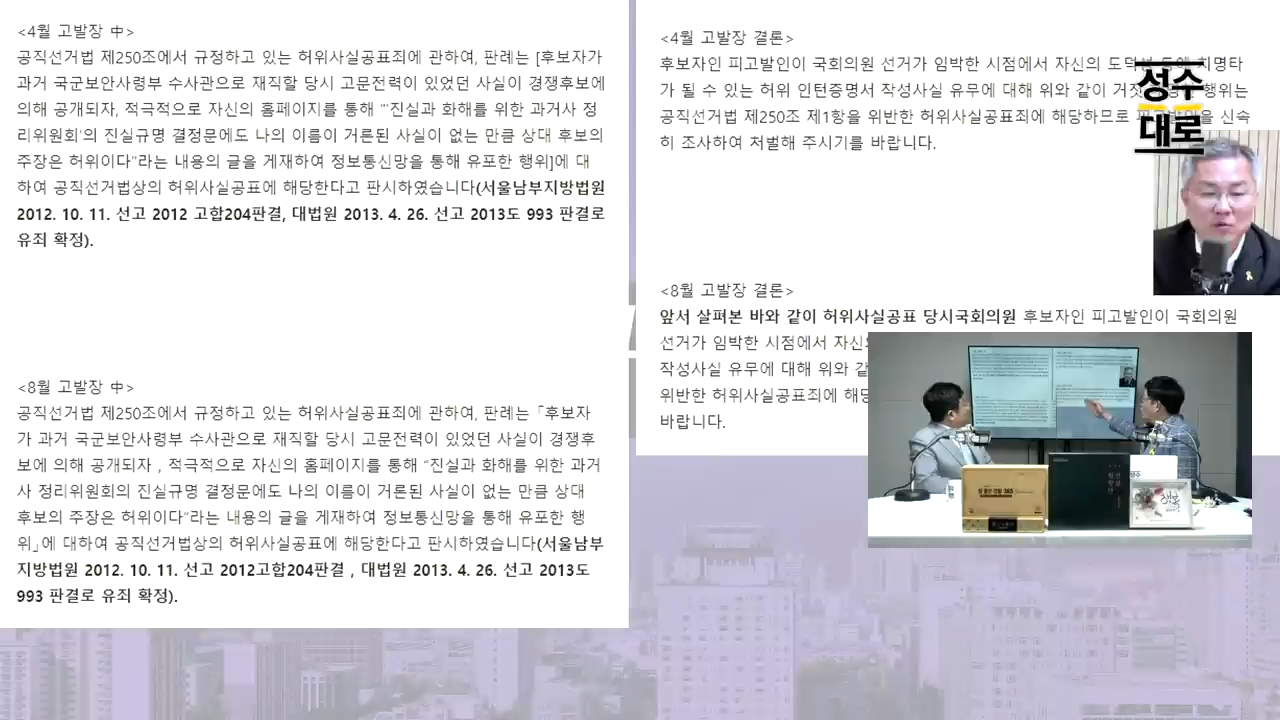 <4월 고발장 中>
공직선거법 제250조에서 규정하고 있는 허위사실공표죄에 관하여, 판례는 [후보자가
과거 국군보안사령부 수사관으로 재직할 당시 고문전력이 있었던 사실이 경쟁후보에
의해 공개되자, 적극적으로 자신의 홈페이지를 통해 "'진실과 화해를 위한 과거사 정
리위원회'의 진실규명 결정문에도 나의 이름이 거론된 사실이 없는 만큼 상대 후보의
주장은 허위이다"라는 내용의 글을 게재하여 정보통신망을 통해 유포한 행위]에 대
하여 공직선거법상의 허위사실공표에 해당한다고 판시하였습니다(서울남부지방법원
2012. 10. 11. 선고 2012 고합204판결, 대법원 2013. 4. 26. 선고 2013도 993 판결로
유죄 확정).
<8월 고발장 中>
공직선거법 제250조에서 규정하고 있는 허위사실공표죄에 관하여, 판례는「후보자
가 과거 국군보안사령부 수사관으로 재직할 당시 고문전력이 있었던 사실이 경쟁후
보에 의해 공개되자 , 적극적으로 자신의 홈페이지를 통해 "진실과 화해를 위한 과거
사 정리위원회의 진실규명 결정문에도 나의 이름이 거론된 사실이 없는 만큼 상대
후보의 주장은 허위이다"라는 내용의 글을 게재하여 정보통신망을 통해 유포한 행
위」에 대하여 공직선거법상의 허위사실공표에 해당한다고 판시하였습니다(서울남부
지방법원 2012. 10. 11. 선고 2012고합204판결 , 대법원 2013. 4. 26. 선고 2013도
993 판결로 유죄 확정).
<4월 고발장 결론>
후보자인 피고발인이 국회의원 선거가 임박한 시점에서 자신의 도덕성 등에 치명타
가 될 수 있는 허위 인턴증명서 작성사실 유무에 대해 위와 같이 거짓 행위는
공직선거법 제250조 제1항을 위반한 허위사실공표죄에 해당하므로 을 신속
히 조사하여 처벌해 주시기를 바랍니다.
<8월 고발장 결론>
앞서 살펴본 바와 같이 허위사실공표 당시국회의원 후보자인 피고발인이 국회의원
선거가 임박한 시점에서 자신
작성사실 유무에 대해 위와 같
위반한 허위사실공표죄에 해당
바랍니다.
성수
대로